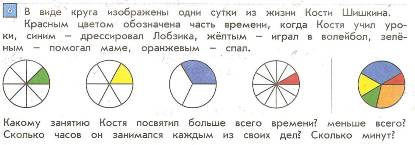 В виде круга изображены одни сутки из жизни Кости Шишкина.
Красным цветом обозначена часть времени, когда Костя учил уро-
ки, синим – дрессировал Лобзика, жёлтым – играл в волейбол, зелё-
ным – помогал маме, оранжевым – спал.
Какому занятию Костя посвятил больше всего времени? меньше всего?
Сколько часов он занимался каждым из своих дел? Сколько минут?